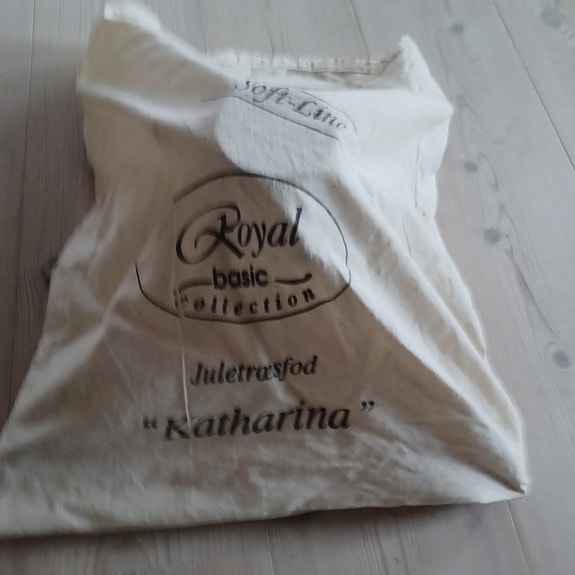 Soft-Line
Royal
basic
Collection
Juletræsfod
"Katharina"